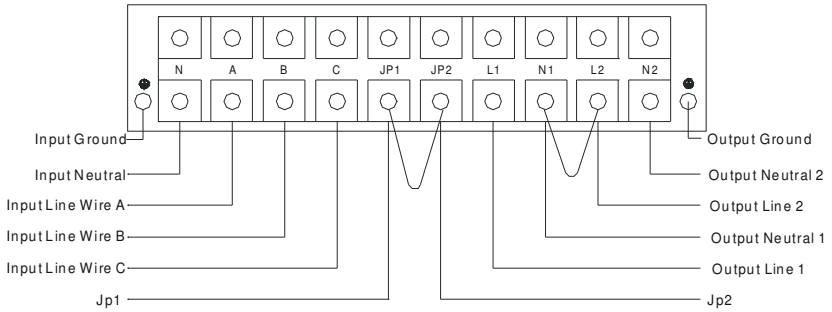 N A B C JP1 JP2 L1 N1 L2 N2
Input Ground
Input Neutral
Input Line Wire A
Input Line Wire B
Input Line Wire C
Jp1
Output Ground
Output Neutral 2
Output Line 2
Output Neutral 1
Output Line 1
Jp2